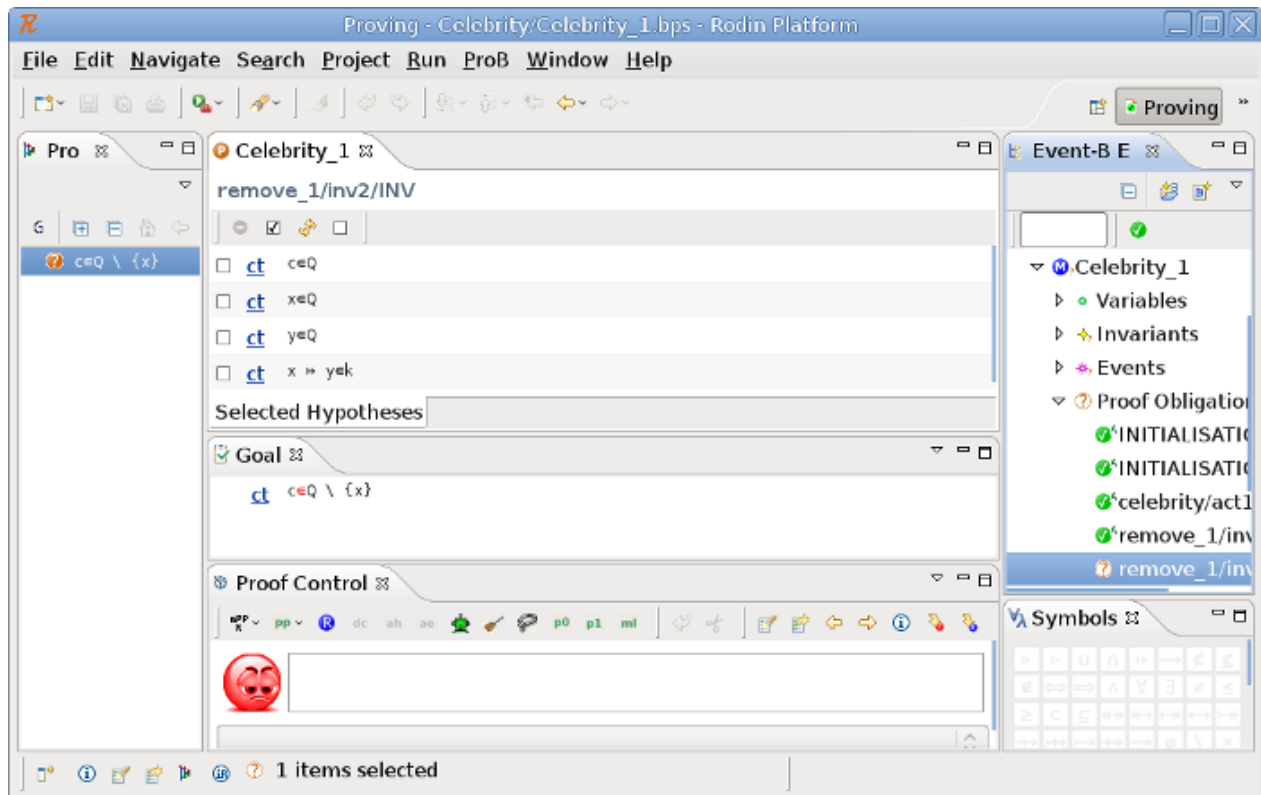 Proving - Celebrity/Celebrity_1.bps - Rodin Platform
File Edit Navigate Search Project Run ProB Window Help
Proving »
Pro
Celebrity_1
Event-B E
remove_1/inv2/INV
G
c∈Q \ {x}
ct c∈Q
ct x∈Q
ct y∈Q
ct x ↦ y∈k
Selected Hypotheses
Celebrity_1
Variables
Invariants
Events
Proof Obligation
INITIALISATIO
INITIALISATIO
celebrity/act1
remove_1/inv
remove_1/inv
Goal
ct c∈Q \ {x}
Proof Control
nPP R pp R dc ah ae p0 p1 ml
Symbols
∪ ∩
∧ ∀ ∃ ≠ ≤
≥ ⊂ ⊆
1 items selected